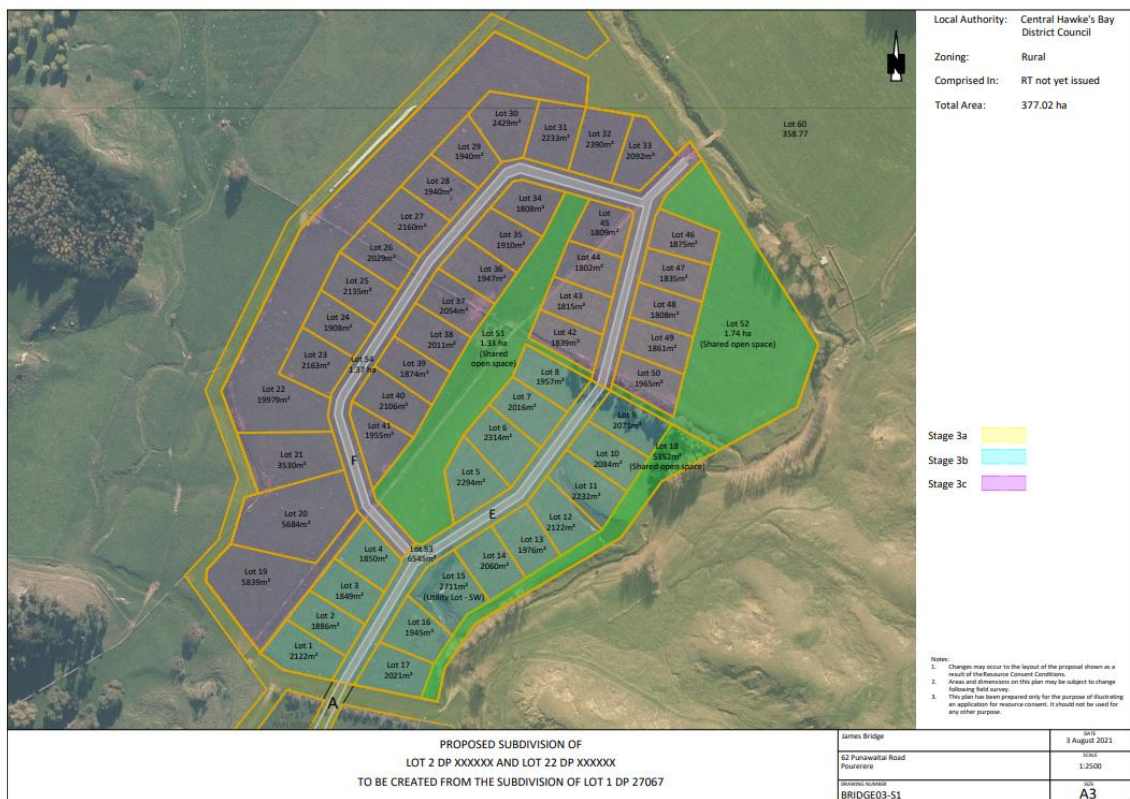 Local Authority: Central Hawke's Bay
District Council
Zoning: Rural
Comprised In: RT not yet issued
Total Area: 377.02 ha
Lot 60
358.77
Lot 30
2429m²
Lot 31
2233m²
Lot 32
2390m²
Lot 33
2092m²
Lot 29
1940m²
Lot 28
1940m²
Lot 27
2160m²
Lot 26
2029m²
Lot 25
2135m²
Lot 24
1908m²
Lot 23
2163m²
Lot 22
19979m²
Lot 21
3530m²
Lot 20
5684m²
Lot 19
5839m²
Lot 34
1808m²
Lot 35
1910m²
Lot 36
1947m²
Lot 37
2054m²
Lot 38
2011m²
Lot 39
1874m²
Lot 40
2106m²
Lot 41
1955m²
Lot 54
1.37 ha
Lot
45
1809m²
Lot 44
1802m²
Lot 43
1815m²
Lot 42
1839m²
Lot 46
1875m²
Lot 47
1835m²
Lot 48
1808m²
Lot 49
1861m²
Lot 50
1965m²
Lot 51
1.33 ha
(Shared
open space)
Lot 52
1.74 ha
(Shared open space)
Lot 8
1957m²
Lot 7
2016m²
Lot 6
2314m²
Lot 5
2294m²
Lot 9
2071m²
Lot 18
5352m²
(Shared open space)
Lot 10
2084m²
Lot 11
2232m²
Lot 12
2122m²
Lot 13
1976m²
Lot 14
2060m²
Lot 15
2711m²
(Utility Lot - SW)
Lot 16
1945m²
Lot 17
2021m²
Lot 53
6545m²
Lot 4
1850m²
Lot 3
1849m²
Lot 2
1886m²
Lot 1
2122m²
F
E
A
Stage 3a
Stage 3b
Stage 3c
Notes:
1. Changes may occur to the layout of the proposal shown as a
result of the Resource Consent Conditions.
2. Areas and dimensions on this plan may be subject to change
following field survey.
3. This plan has been prepared only for the purpose of illustrating
an application for resource consent. It should not be used for
any other purpose.
PROPOSED SUBDIVISION OF
LOT 2 DP XXXXXX AND LOT 22 DP XXXXXX
TO BE CREATED FROM THE SUBDIVISION OF LOT 1 DP 27067
James Bridge
DATE
3 August 2021
62 Punawaitai Road
Pourerere
SCALE
1:2500
DRAWING NUMBER
BRIDGE03-S1
SIZE
A3